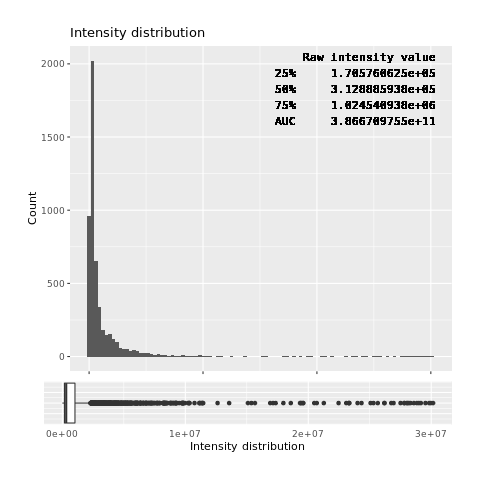 Intensity distribution
Raw intensity value
25% 1.705760625e+05
50% 3.128885938e+05
75% 1.024540938e+06
AUC 3.866709755e+11
2000
1500
1000
500
0
Count
0e+00 1e+07 2e+07 3e+07
Intensity distribution